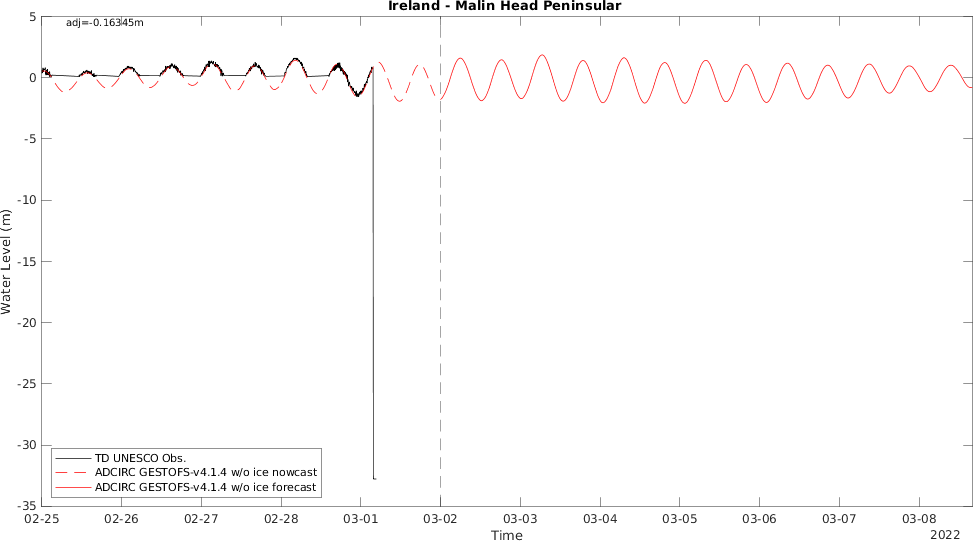 Ireland - Malin Head Peninsular
adj=-0.16345m
5
0
-5
-10
-15
-20
-25
-30
-35
Water Level (m)
TD UNESCO Obs.
ADCIRC GESTOFS-v4.1.4 w/o ice nowcast
ADCIRC GESTOFS-v4.1.4 w/o ice forecast
02-25 02-26 02-27 02-28 03-01 03-02 03-03 03-04 03-05 03-06 03-07 03-08
Time
2022